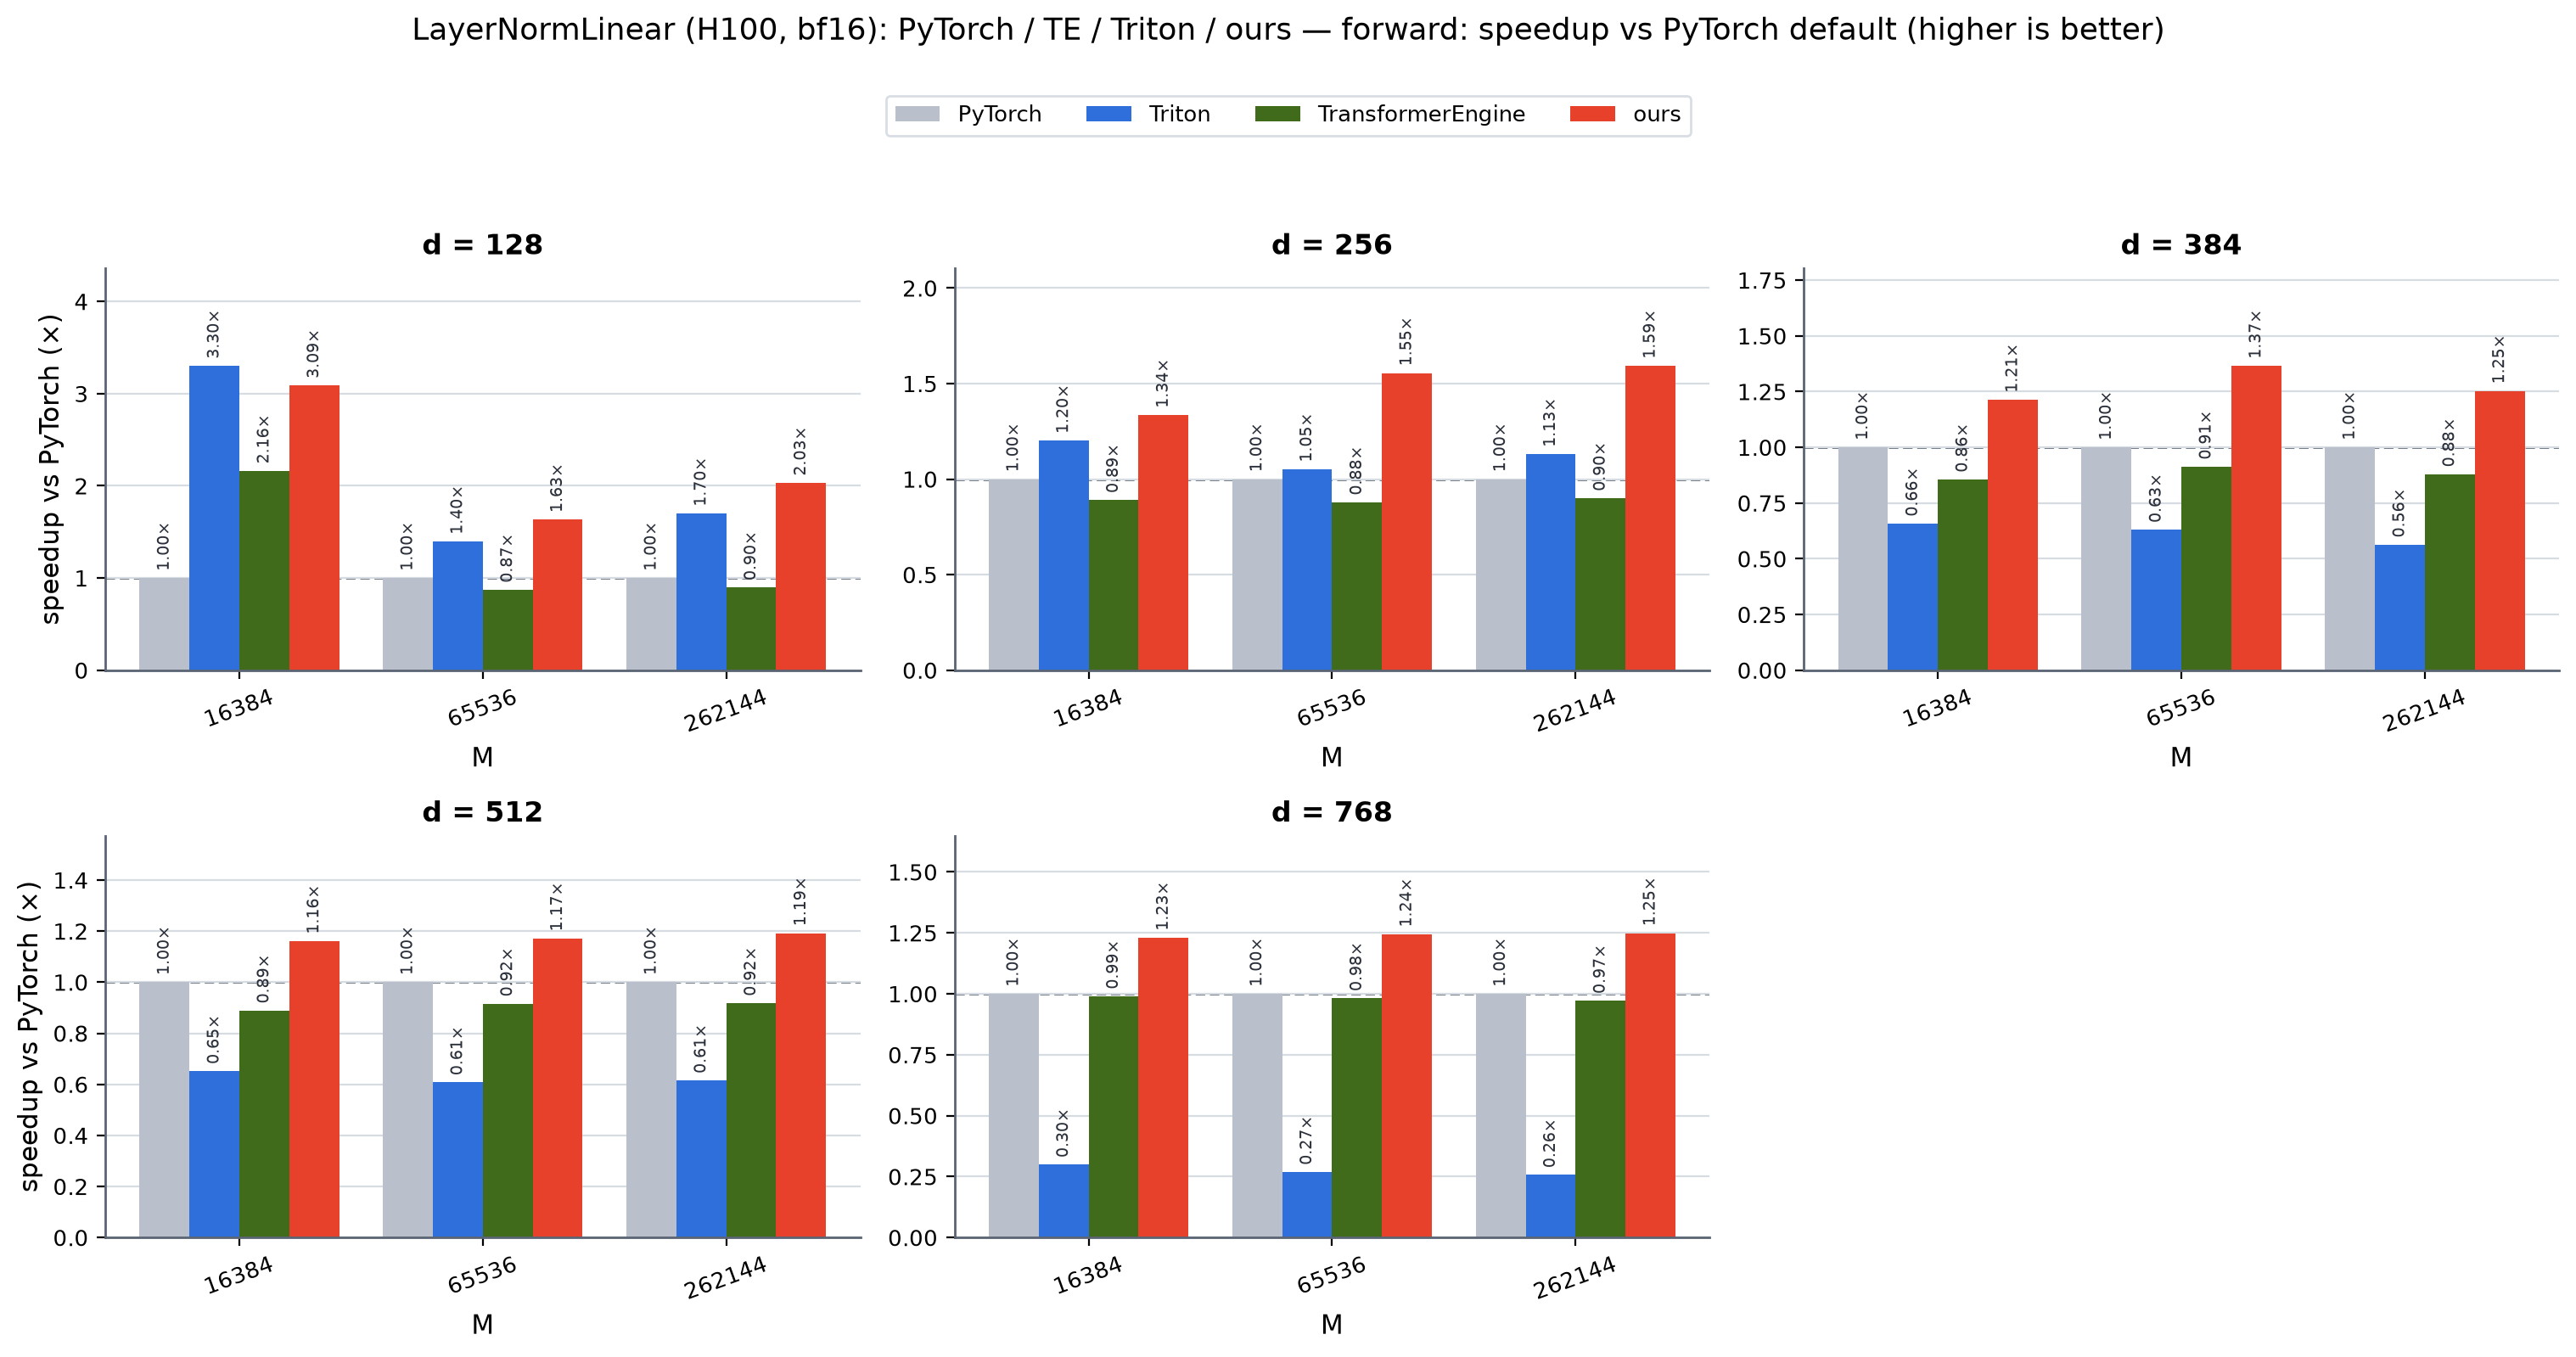 LayerNormLinear (H100, bf16): PyTorch / TE / Triton / ours — forward: speedup vs PyTorch default (higher is better)
PyTorch Triton TransformerEngine ours
d = 128
speedup vs PyTorch (×)
4
3
2
1
0
1.00× 3.30× 2.16× 3.09×
1.00× 1.40× 0.87× 1.63×
1.00× 1.70× 0.90× 2.03×
16384 65536 262144
M
d = 256
2.0
1.5
1.0
0.5
0.0
1.00× 1.20× 0.89× 1.34×
1.00× 1.05× 0.88× 1.55×
1.00× 1.13× 0.90× 1.59×
16384 65536 262144
M
d = 384
1.75
1.50
1.25
1.00
0.75
0.50
0.25
0.00
1.00× 0.66× 0.86× 1.21×
1.00× 0.63× 0.91× 1.37×
1.00× 0.56× 0.88× 1.25×
16384 65536 262144
M
d = 512
speedup vs PyTorch (×)
1.4
1.2
1.0
0.8
0.6
0.4
0.2
0.0
1.00× 0.65× 0.89× 1.16×
1.00× 0.61× 0.92× 1.17×
1.00× 0.61× 0.92× 1.19×
16384 65536 262144
M
d = 768
1.50
1.25
1.00
0.75
0.50
0.25
0.00
1.00× 0.30× 0.99× 1.23×
1.00× 0.27× 0.98× 1.24×
1.00× 0.26× 0.97× 1.25×
16384 65536 262144
M